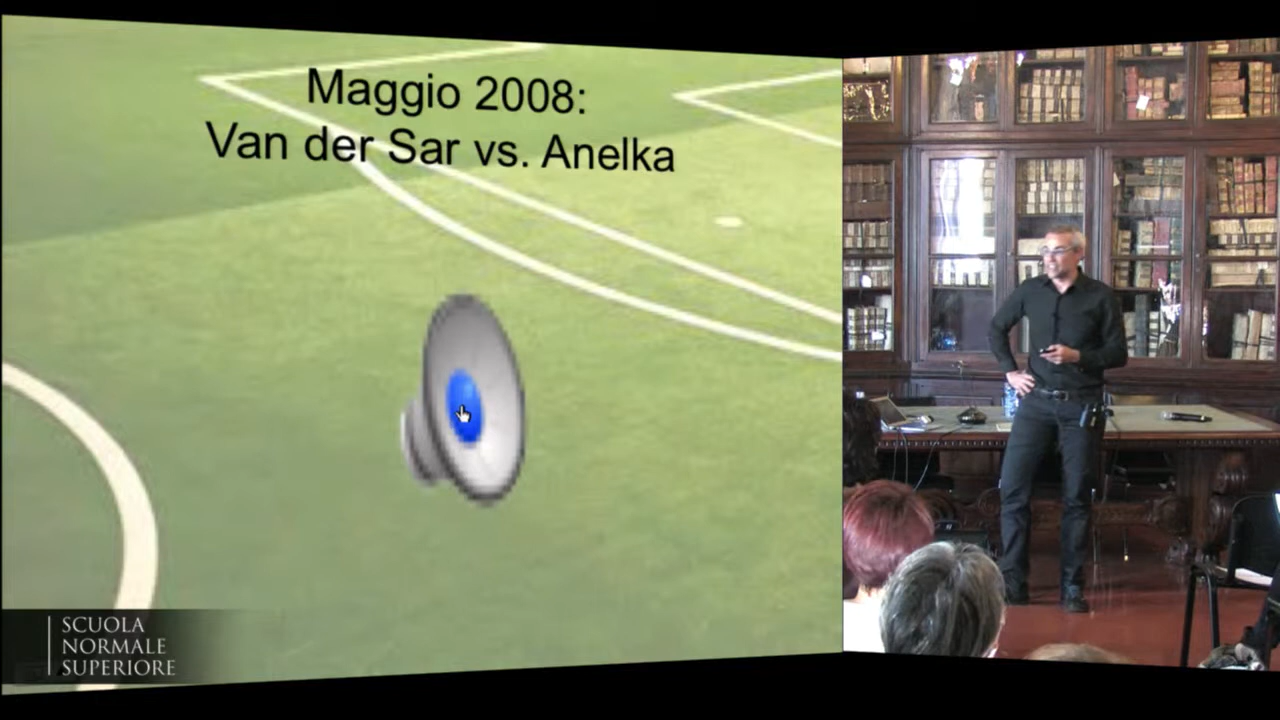 Maggio 2008:
Van der Sar vs. Anelka
SCUOLA
NORMALE
SUPERIORE